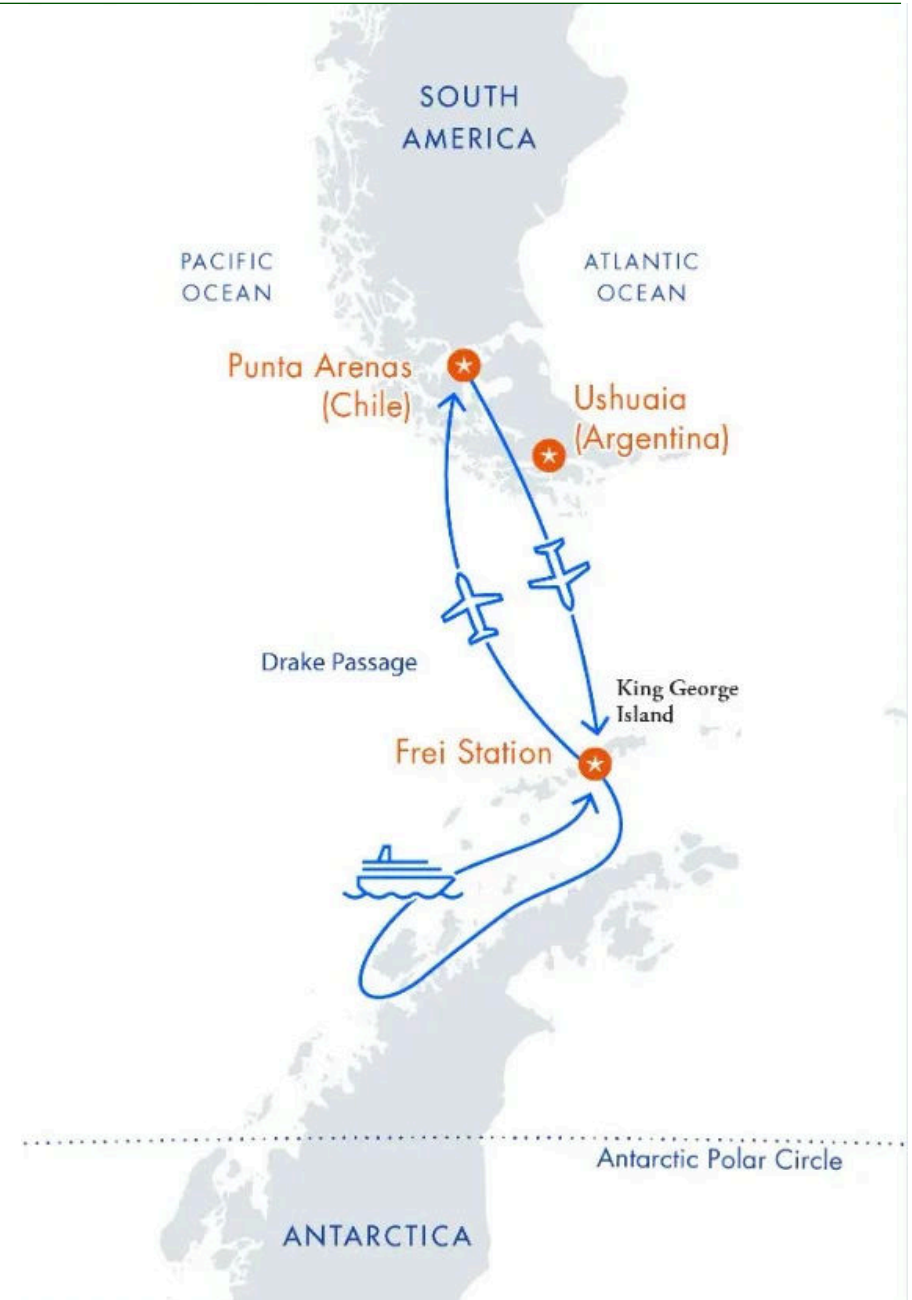 SOUTH
AMERICA
PACIFIC
OCEAN
ATLANTIC
OCEAN
Punta Arenas
(Chile)
Ushuaia
(Argentina)
Drake Passage
King George
Island
Frei Station
Antarctic Polar Circle
ANTARCTICA